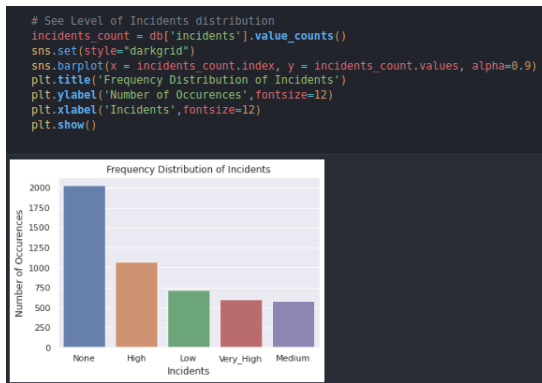 # See Level of Incidents distribution
incidents_count = db['incidents'].value_counts()
sns.set(style="darkgrid")
sns.barplot(x = incidents_count.index, y = incidents_count.values, alpha=0.9)
plt.title('Frequency Distribution of Incidents')
plt.ylabel('Number of Occurences',fontsize=12)
plt.xlabel('Incidents',fontsize=12)
plt.show()
Frequency Distribution of Incidents
Number of Occurences
2000
1750
1500
1250
1000
750
500
250
0
None High Low Very_High Medium
Incidents